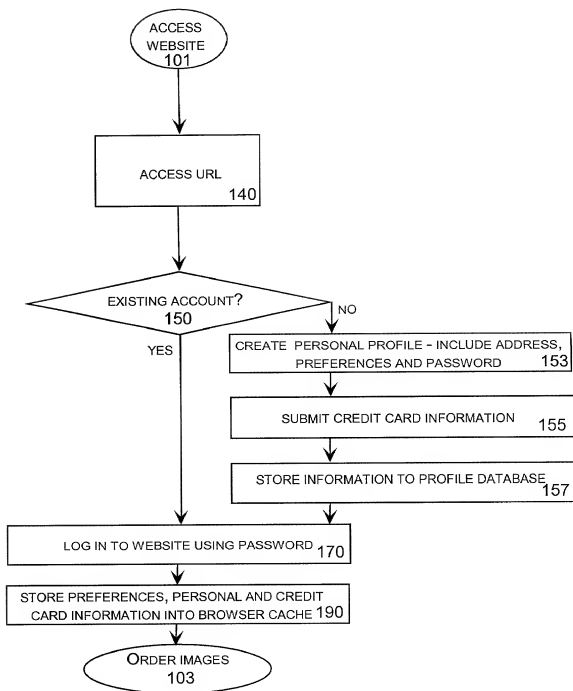 ACCESS
WEBSITE
101
ACCESS URL
140
EXISTING ACCOUNT?
150
NO
YES
CREATE PERSONAL PROFILE - INCLUDE ADDRESS,
PREFERENCES AND PASSWORD 153
SUBMIT CREDIT CARD INFORMATION
155
STORE INFORMATION TO PROFILE DATABASE
157
LOG IN TO WEBSITE USING PASSWORD 170
STORE PREFERENCES, PERSONAL AND CREDIT
CARD INFORMATION INTO BROWSER CACHE 190
ORDER IMAGES
103